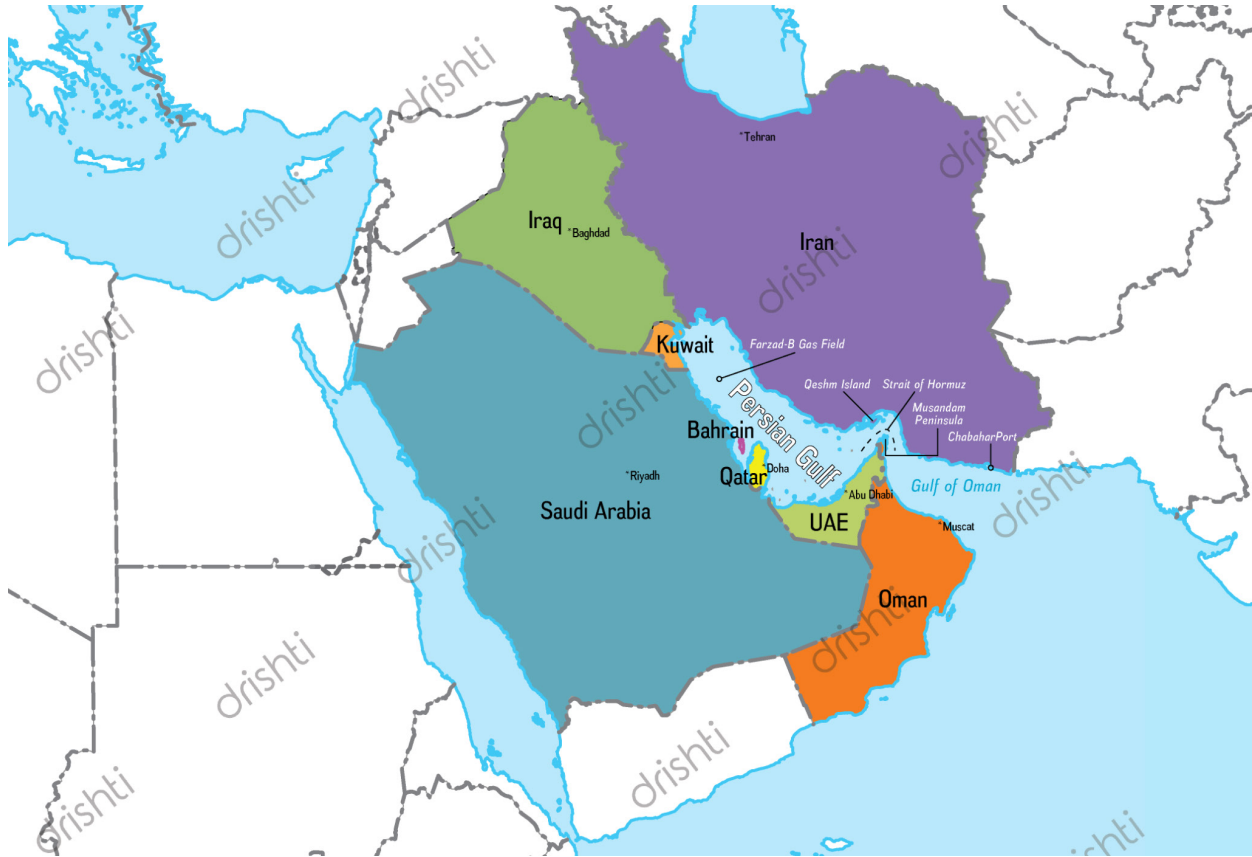 drishti
drishti
Tehran
drishti
drishti
Iraq
Baghdad
Iran
drishti
drishti
Kuwait
Farzad-B Gas Field
drishti
Qeshm Island
Strait of Hormuz
Persian Gulf
Musandam
Peninsula
Bahrain
ChabaharPort
Qatar
Doha
Riyadh
Gulf of Oman
Abu Dhabi
drishti
Saudi Arabia
UAE
Muscat
drishti
Oman
drishti
drishti
drishti
drishti
drishti